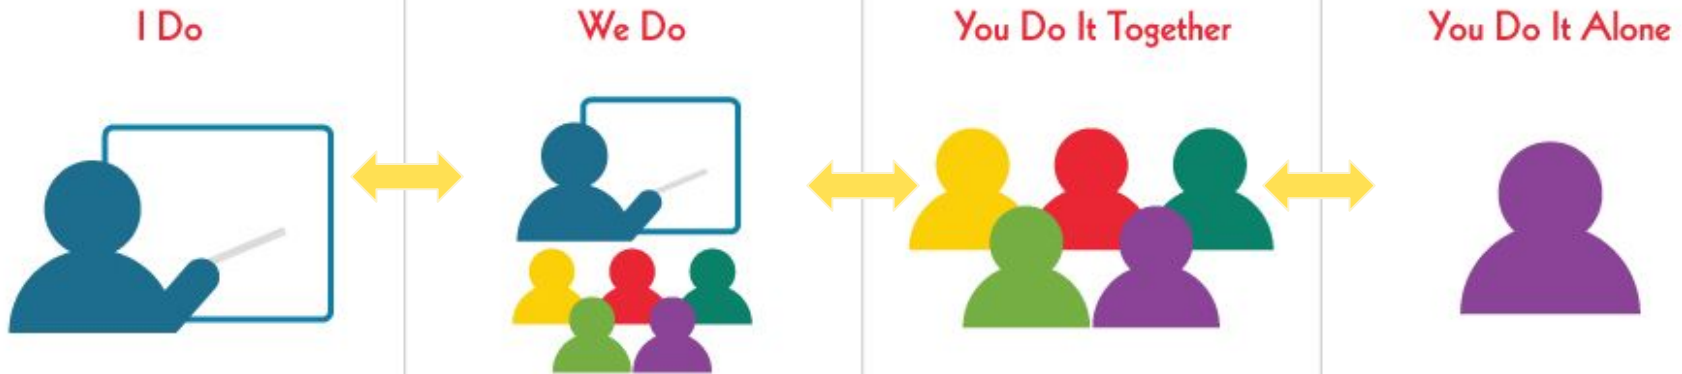 I Do
We Do
You Do It Together
You Do It Alone